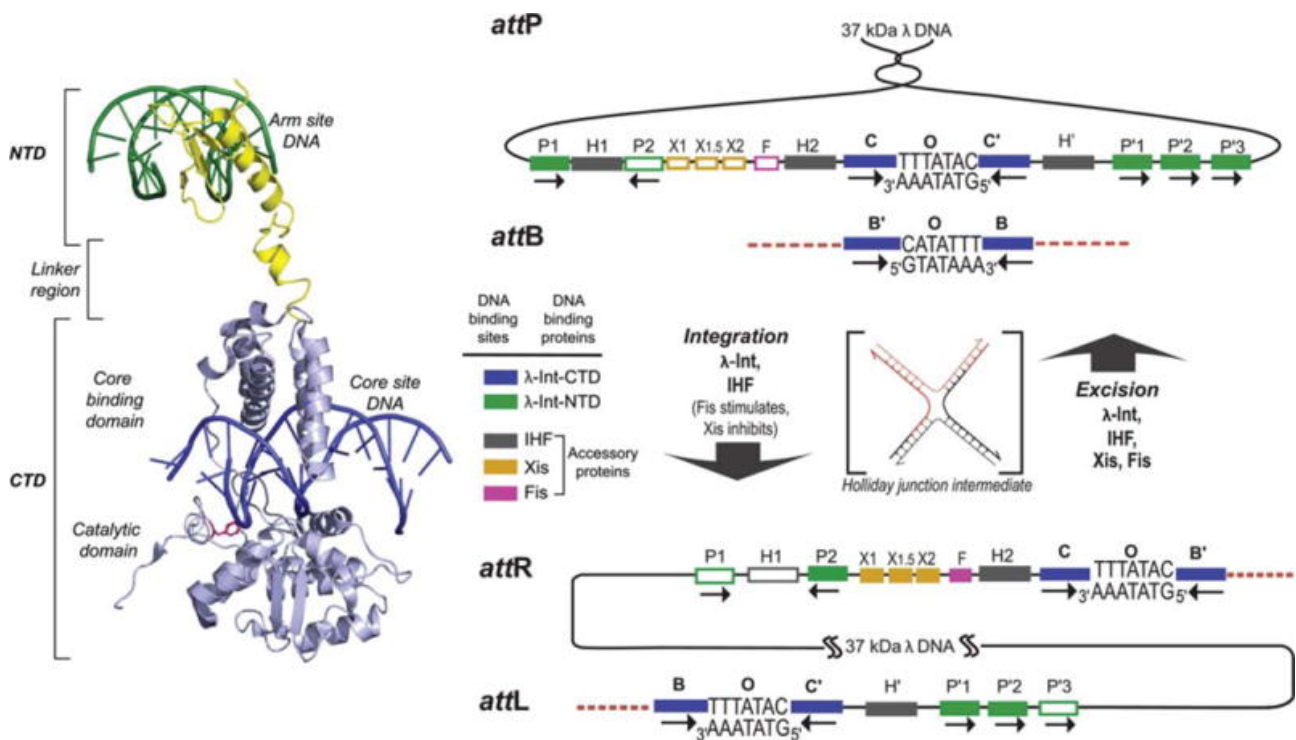 NTD
Arm site
DNA
Linker
region
Core
binding
domain
Core site
DNA
CTD
Catalytic
domain
attP
37 kDa λ DNA
P1 H1 P2 X1 X1.5 X2 F H2 C O C' H' P'1 P'2 P'3
TTTATAC
3'AAATATG5'
attB
B' O B
CATATTT
5'GTATAAA3'
DNA binding sites
DNA binding proteins
λ-Int-CTD
λ-Int-NTD
IHF
Xis
Fis
Accessory
proteins
Integration
λ-Int,
IHF
(Fis stimulates,
Xis inhibits)
Holliday junction intermediate
Excision
λ-Int,
IHF,
Xis, Fis
attR
P1 H1 P2 X1 X1.5 X2 F H2 C O B'
TTTATAC
3'AAATATG5'
37 kDa λ DNA
attL
B O C' H' P'1 P'2 P'3
TTTATAC
3'AAATATG5'